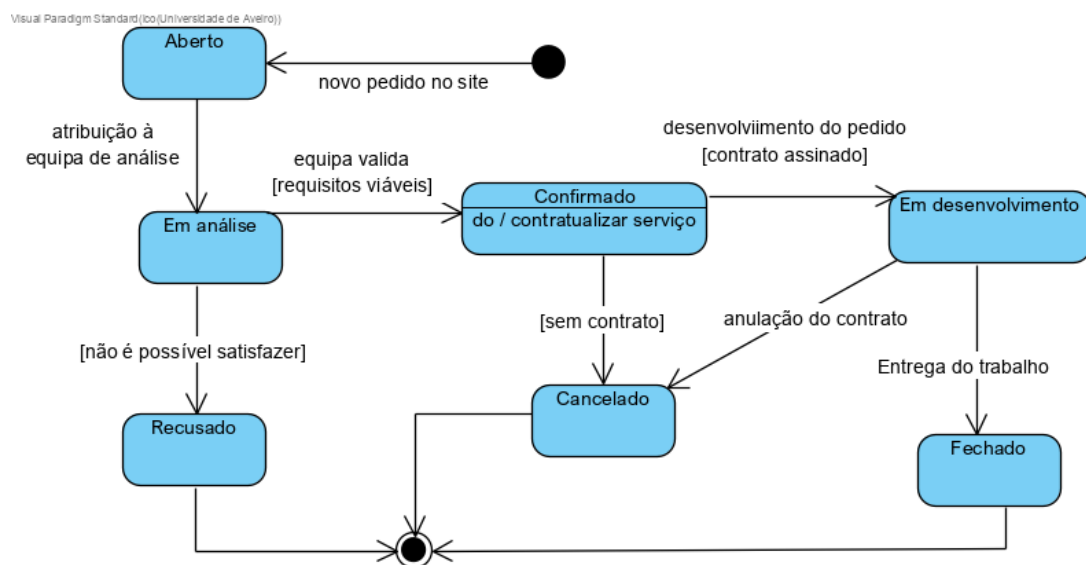 Visual Paradigm Standard(Ico(Universidade de Aveiro))
Aberto
novo pedido no site
atribuição à
equipa de análise
equipa valida
[requisitos viáveis]
desenvolviimento do pedido
[contrato assinado]
Em análise
Confirmado
do / contratualizar serviço
Em desenvolvimento
[não é possível satisfazer]
[sem contrato]
anulação do contrato
Entrega do trabalho
Recusado
Cancelado
Fechado